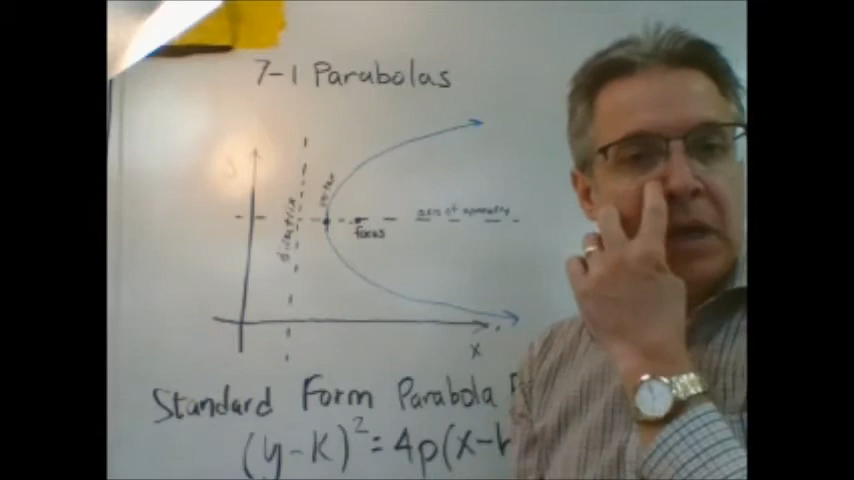 7-1 Parabolas
y
directrix
vertex
axis of symmetry
focus
x
Standard Form Parabola
(y-k)² = 4p(x-